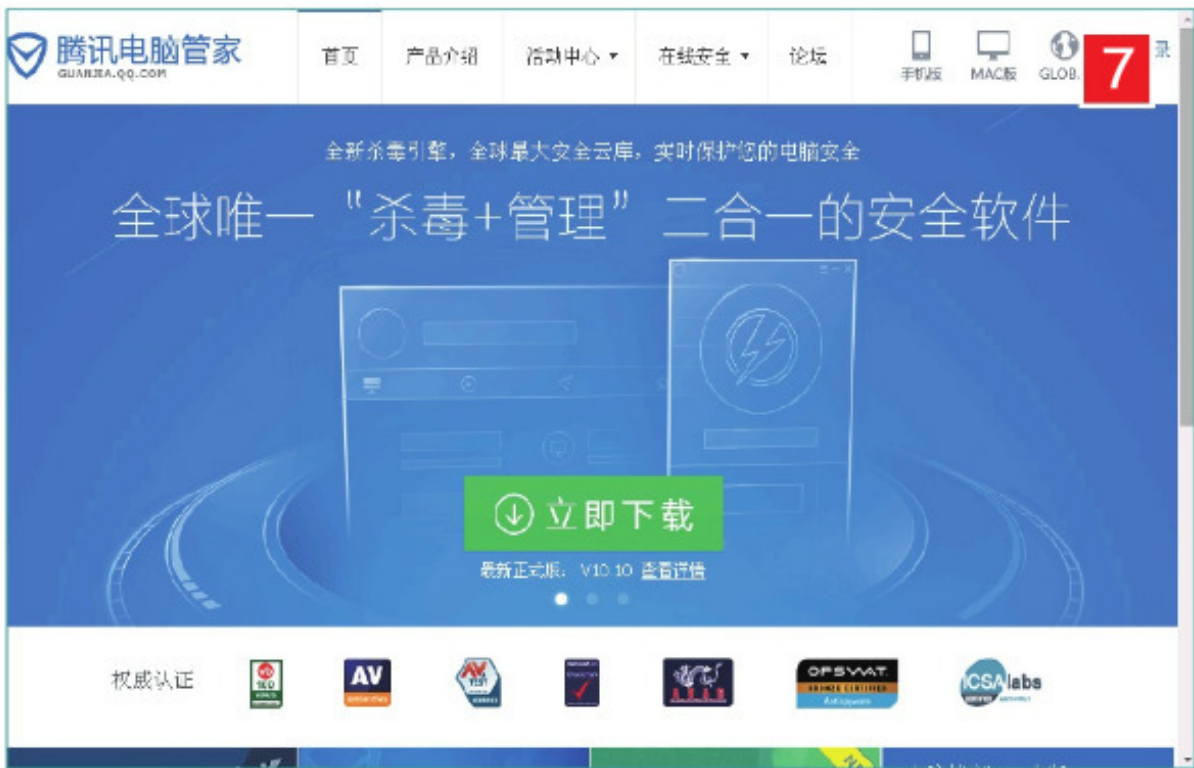 腾讯电脑管家
GUANJIA.QQ.COM
首页 产品介绍 活动中心 在线安全 论坛
手机版 MAC版 GLOB. 7 录
全新杀毒引擎，全球最大安全云库，实时保护您的电脑安全
全球唯一“杀毒+管理”二合一的安全软件
立即下载
最新正式版： V10.10 查看详情
权威认证
100
AV
AV
TEST
OPSWAT.
BRONZE CERTIFIED
ICSA labs